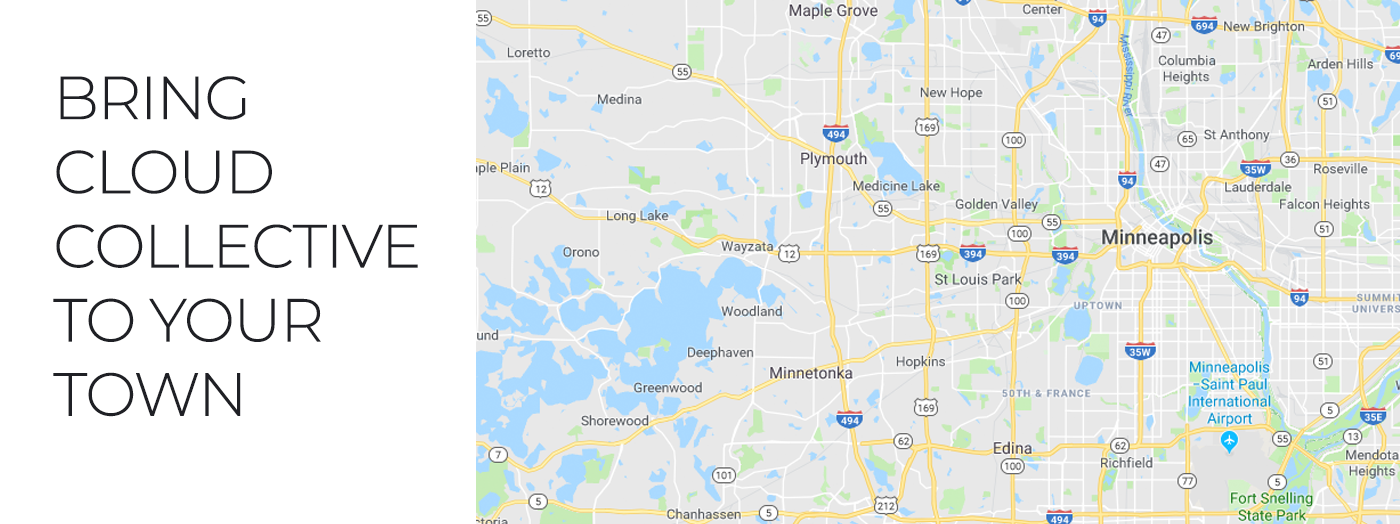 BRING
CLOUD
COLLECTIVE
TO YOUR
TOWN
55
Maple Grove
Center
94
694
New Brighton
47
Columbia
Heights
Arden Hills
Loretto
55
Medina
Mississippi River
New Hope
51
494
169
100
65
St Anthony
Plymouth
47
36
35W
Roseville
ple Plain
12
Medicine Lake
94
Lauderdale
Falcon Heights
Long Lake
55
Golden Valley
55
51
100
Minneapolis
Orono
Wayzata
12
169
394
394
St Louis Park
100
94
SUMMIT
UNIVERS
UPTOWN
Woodland
und
Deephaven
35W
51
Hopkins
Minnetonka
Minneapolis
–Saint Paul
International
Airport
Greenwood
50TH & FRANCE
169
5
35E
Shorewood
494
62
Edina
62
55
13
7
100
Richfield
Mendota
Heights
101
77
5
5
Chanhassen
5
212
494
Fort Snelling
State Park
ctoria